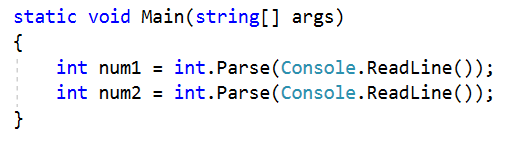 static void Main(string[] args)
{
    int num1 = int.Parse(Console.ReadLine());
    int num2 = int.Parse(Console.ReadLine());
}